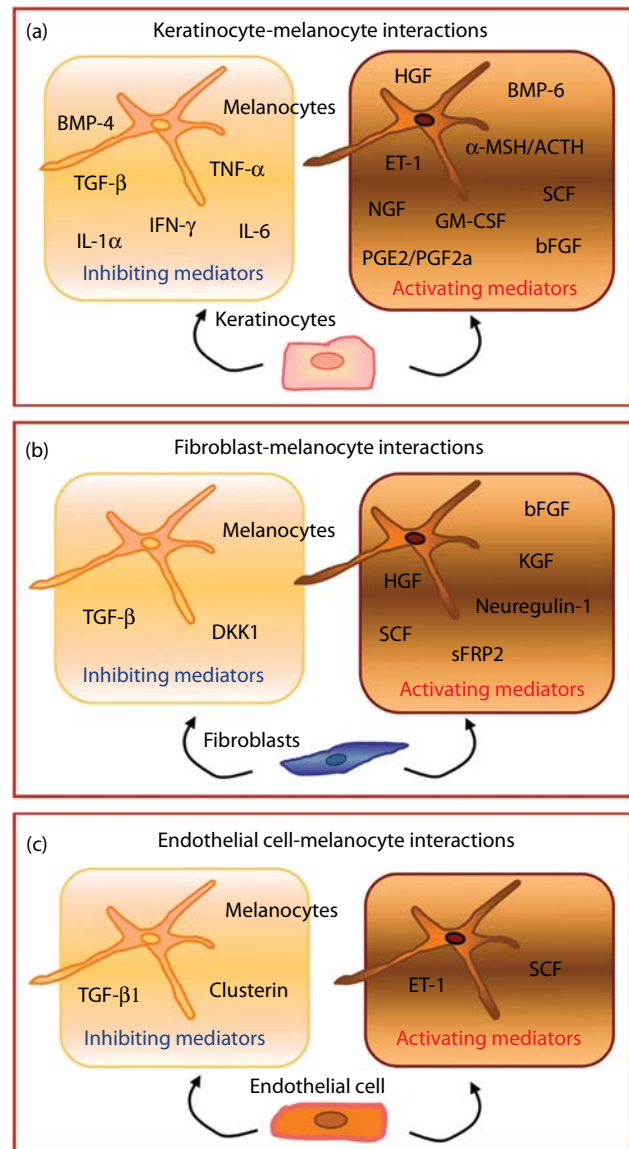 (a)
Keratinocyte-melanocyte interactions
Melanocytes
BMP-4
TGF-β
TNF-α
IL-1α
IFN-γ
IL-6
Inhibiting mediators
HGF
BMP-6
ET-1
α-MSH/ACTH
NGF
GM-CSF
SCF
PGE2/PGF2a
bFGF
Activating mediators
Keratinocytes
(b)
Fibroblast-melanocyte interactions
Melanocytes
TGF-β
DKK1
Inhibiting mediators
bFGF
KGF
HGF
Neuregulin-1
SCF
sFRP2
Activating mediators
Fibroblasts
(c)
Endothelial cell-melanocyte interactions
Melanocytes
TGF-β1
Clusterin
Inhibiting mediators
ET-1
SCF
Activating mediators
Endothelial cell